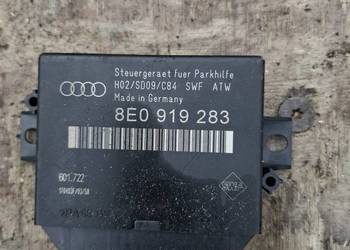 Steuergeraet fuer Parkhilfe
H02/SD09/C84 SWF ATW
Made in Germany
8E0 919 283
601.722